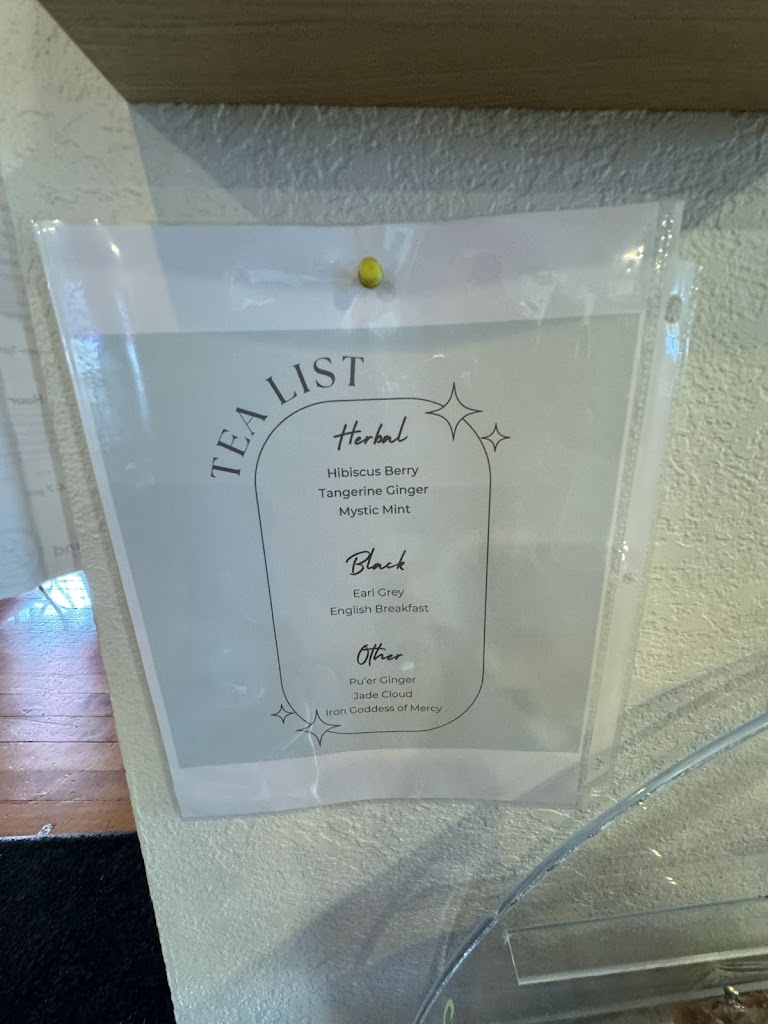 TEA LIST
Herbal
Hibiscus Berry
Tangerine Ginger
Mystic Mint
Black
Earl Grey
English Breakfast
Other
Pu'er Ginger
Jade Cloud
Iron Goddess of Mercy
Hour